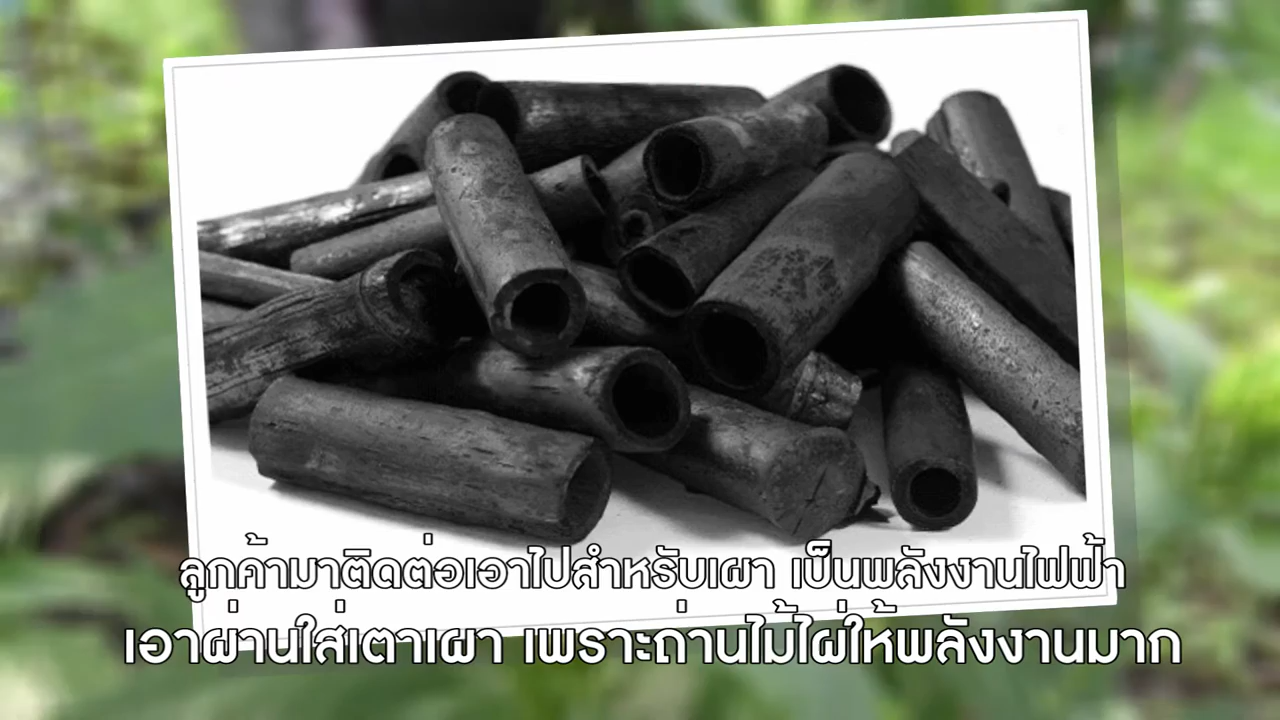 ลูกค้ามาติดต่อเอาไปสำหรับเผา เป็นพลังงานไฟฟ้า
เอาผ่านใส่เตาเผา เพราะถ่านไม้ไผ่ให้พลังงานมาก